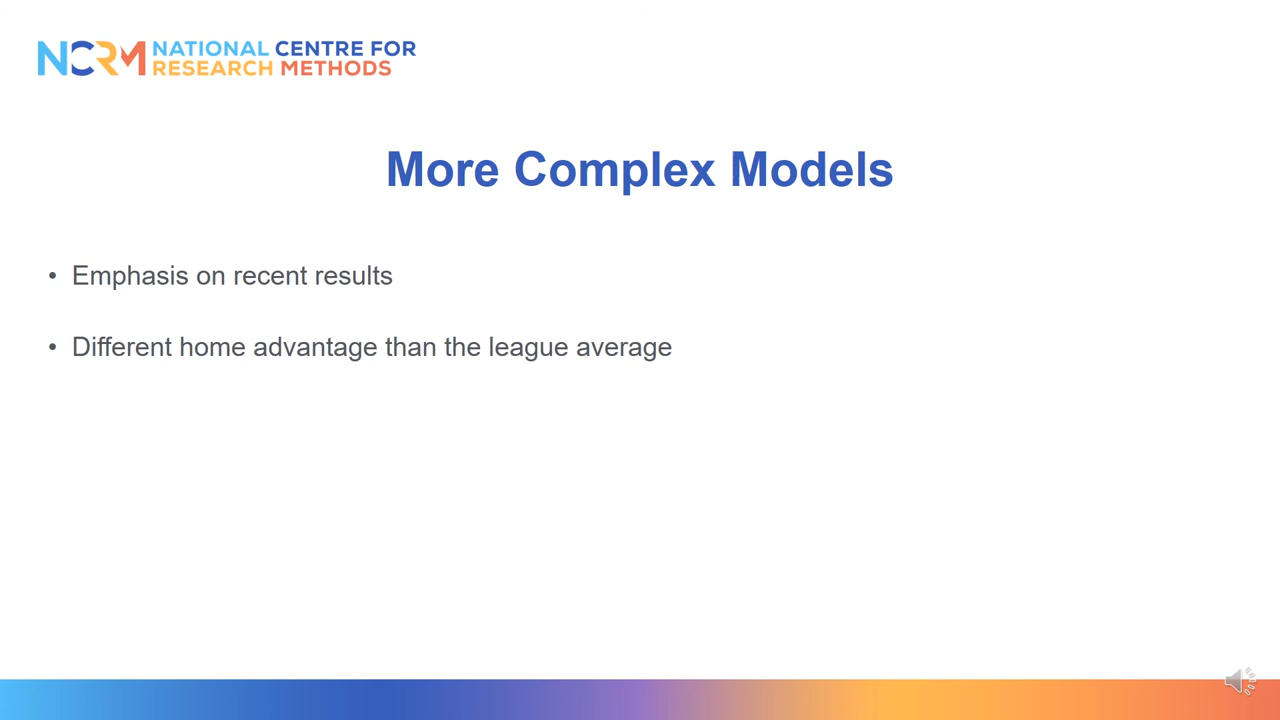 NCRM NATIONAL CENTRE FOR
RESEARCH METHODS
More Complex Models
• Emphasis on recent results
• Different home advantage than the league average